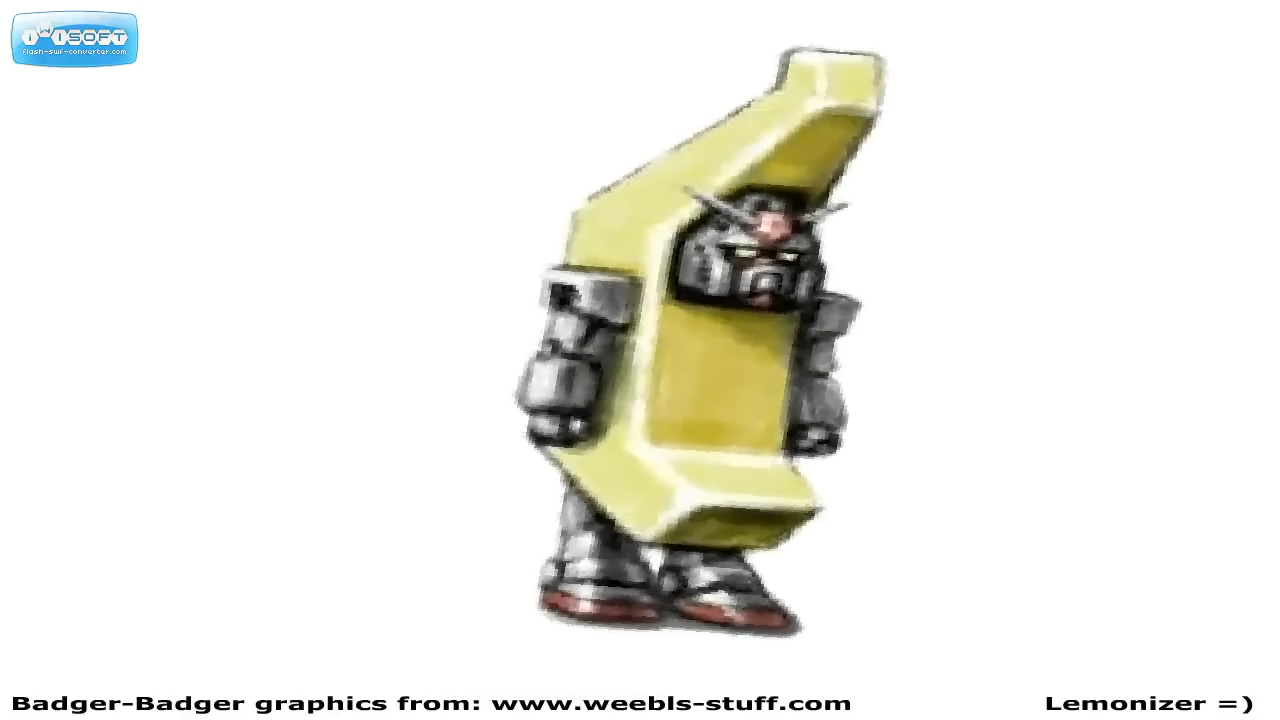 iWiSOFT
flash-swf-converter.com
Badger-Badger graphics from: www.weebls-stuff.com
Lemonizer =)